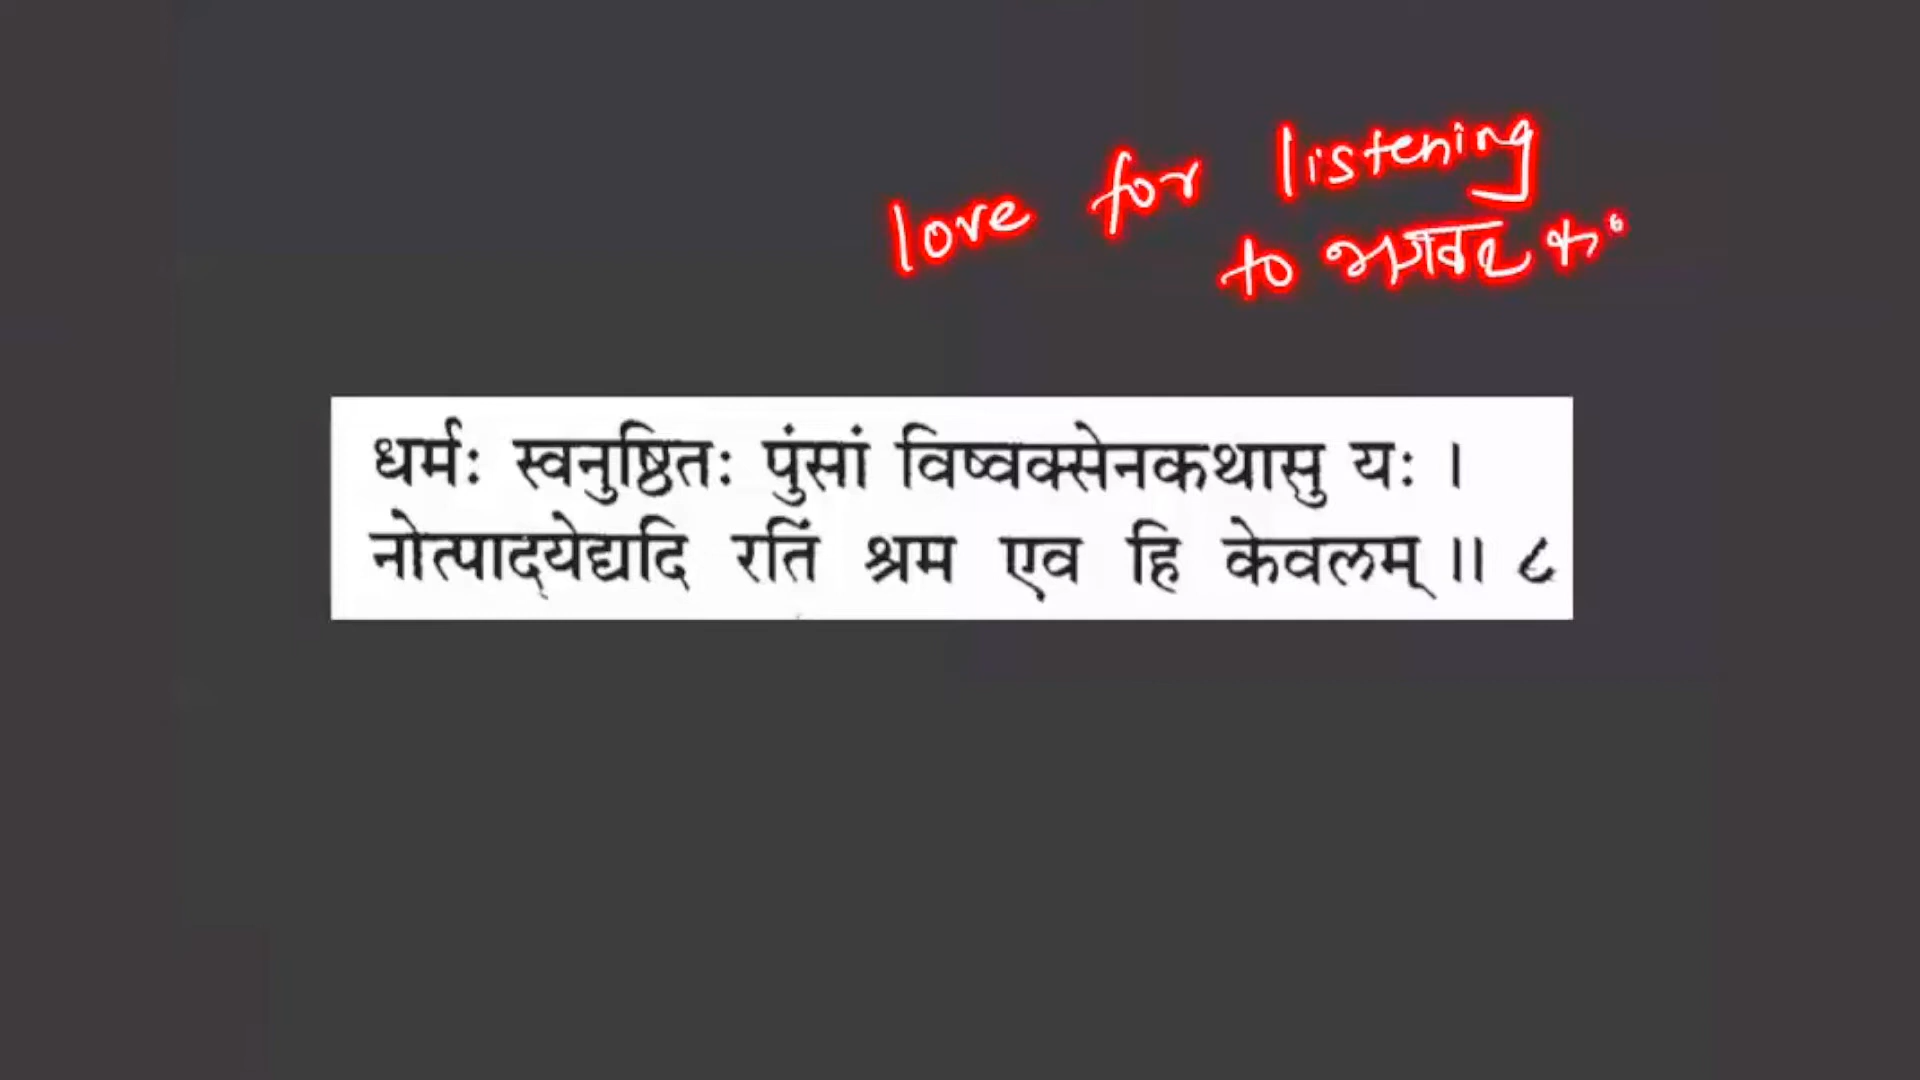 love for listening
to भगवद् क॰
धर्मः स्वनुष्ठितः पुंसां विष्वक्सेनकथासु यः ।
नोत्पादयेद्यदि रतिं श्रम एव हि केवलम् ॥ ८